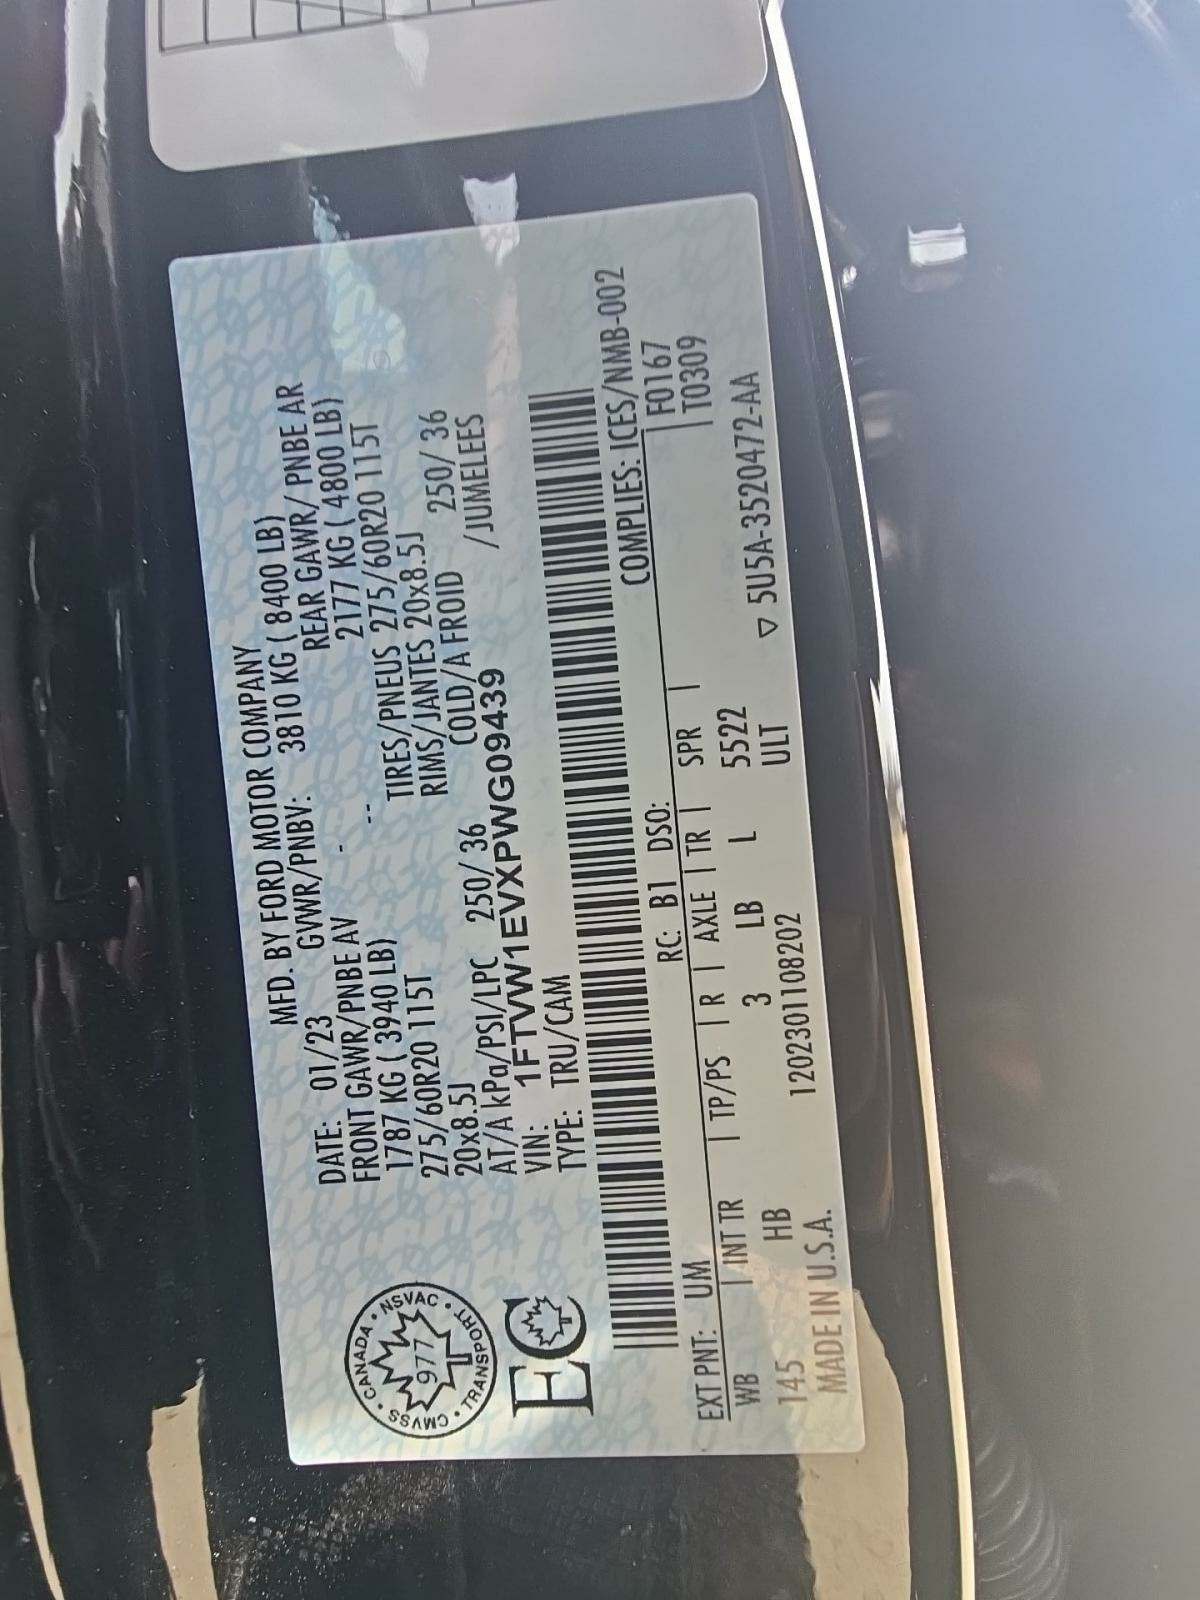 MFD. BY FORD MOTOR COMPANY
DATE: 01/23 GVWR/PNBV: 3810 KG ( 8400 LB)
FRONT GAWR/PNBE AV - REAR GAWR/ PNBE AR
1787 KG ( 3940 LB) -- 2177 KG ( 4800 LB)
275/60R20 115T TIRES/PNEUS 275/60R20 115T
20x8.5J RIMS/JANTES 20x8.5J
AT/A kPa/PSI/LPC 250/ 36 COLD/A FROID 250/ 36
VIN: 1FTVW1EVXPWG09439 /JUMELEES
TYPE: TRU/CAM
CANADA • NSVAC • TRANSPORT • CMVSS •
977
EC
COMPLIES: ICES/NMB-002
EXT PNT: UM RC: B1 DSO: F0167
WB | INT TR | TP/PS | R | AXLE | TR | SPR | T0309
145 HB 3 LB L 5522
ULT
MADE IN U.S.A. 1202301108202 ▽ 5U5A-3520472-AA